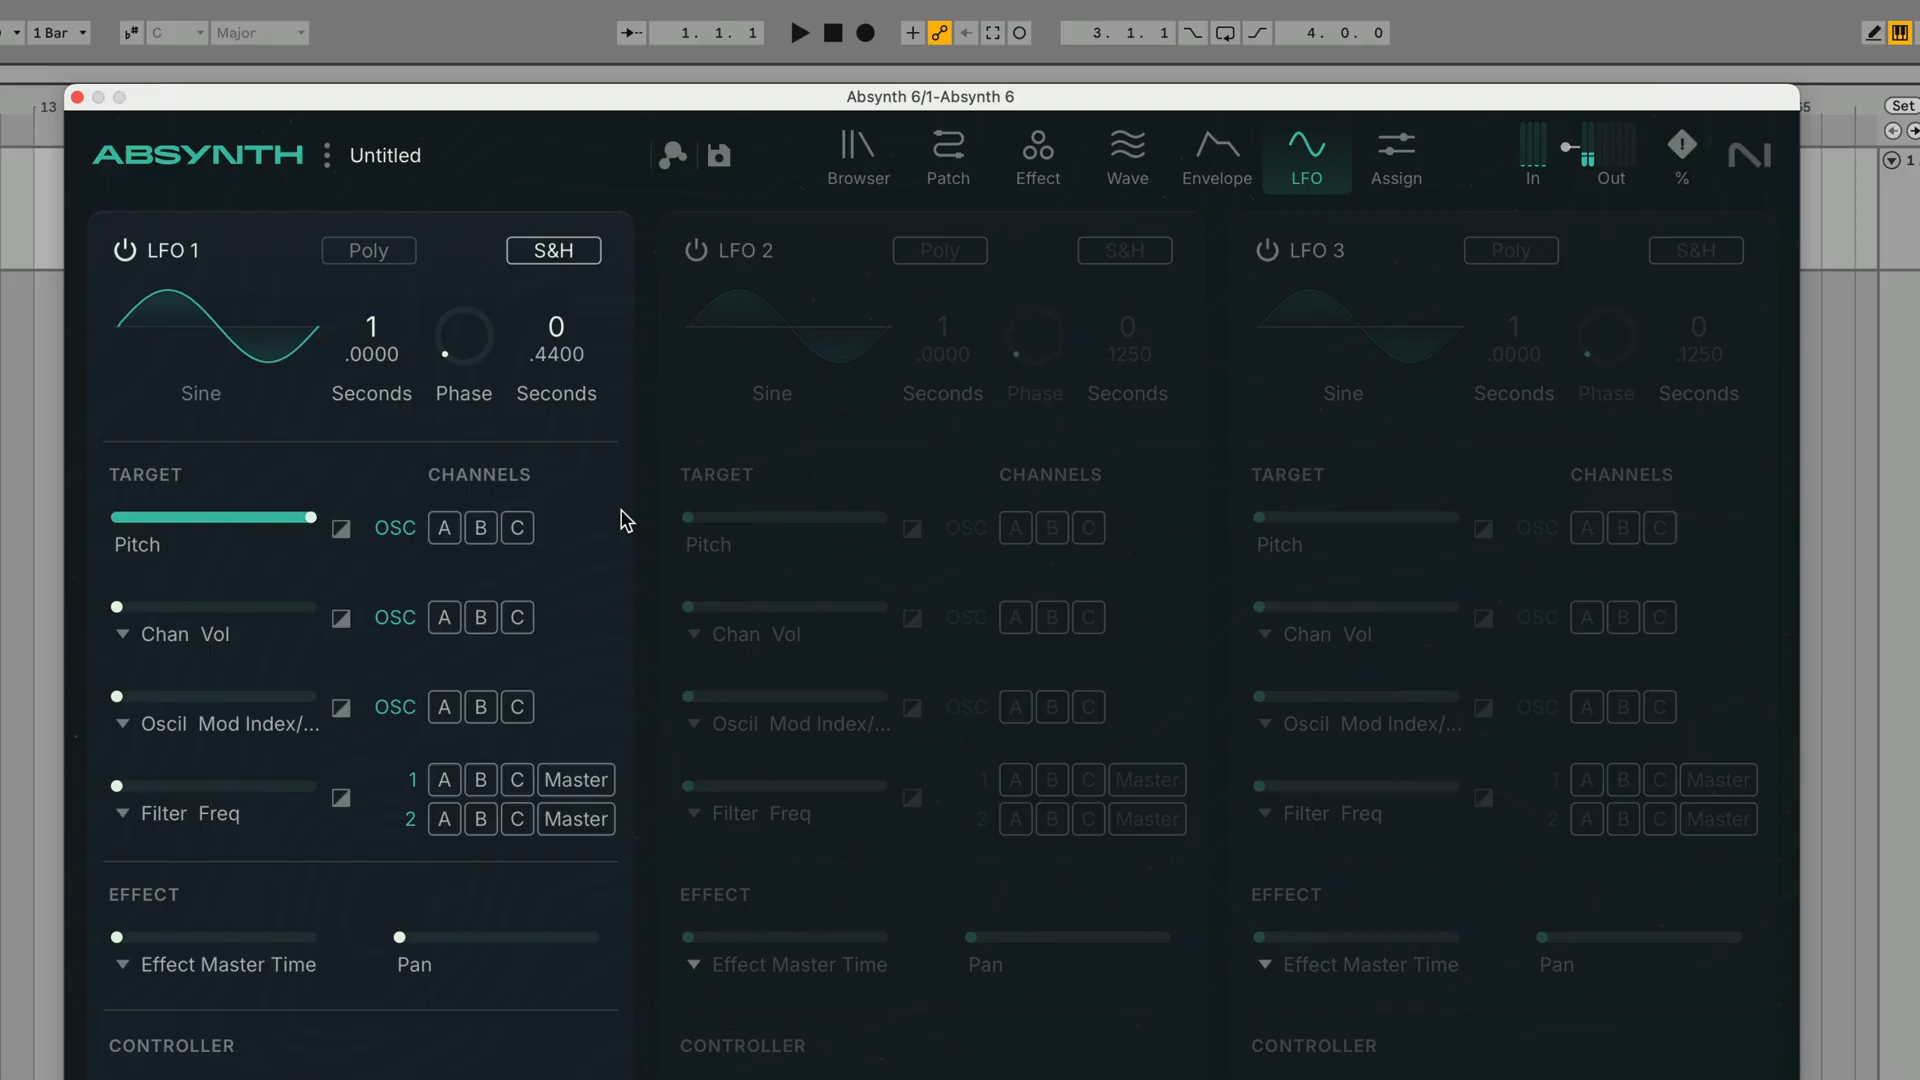 1 Bar C Major 1. 1. 1 3. 1. 1 4. 0. 0
Absynth 6/1-Absynth 6
13 65 Set
ABSYNTH Untitled Browser Patch Effect Wave Envelope LFO Assign In Out %
1
LFO 1 Poly S&H LFO 2 Poly S&H LFO 3 Poly S&H
1 0 1 0 1 0
.0000 .4400 .0000 .1250 .0000 .1250
Sine Seconds Phase Seconds Sine Seconds Phase Seconds Sine Seconds Phase Seconds
TARGET CHANNELS TARGET CHANNELS TARGET CHANNELS
OSC A B C OSC A B C OSC A B C
Pitch Pitch Pitch
OSC A B C OSC A B C OSC A B C
Chan Vol Chan Vol Chan Vol
OSC A B C OSC A B C OSC A B C
Oscil Mod Index/... Oscil Mod Index/... Oscil Mod Index/...
1 A B C Master 1 A B C Master 1 A B C Master
Filter Freq Filter Freq Filter Freq
2 A B C Master 2 A B C Master 2 A B C Master
EFFECT EFFECT EFFECT
Effect Master Time Pan Effect Master Time Pan Effect Master Time Pan
CONTROLLER CONTROLLER CONTROLLER